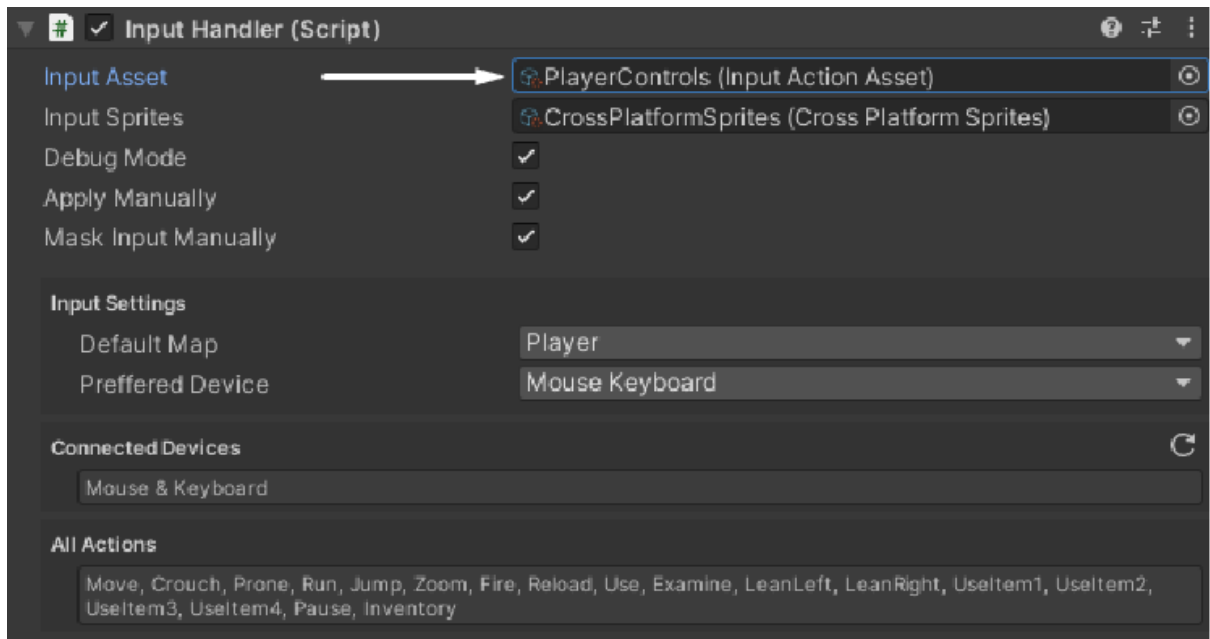 Input Handler (Script)
Input Asset PlayerControls (Input Action Asset)
Input Sprites CrossPlatformSprites (Cross Platform Sprites)
Debug Mode
Apply Manually
Mask Input Manually
Input Settings
Default Map Player
Preffered Device Mouse Keyboard
Connected Devices
Mouse & Keyboard
All Actions
Move, Crouch, Prone, Run, Jump, Zoom, Fire, Reload, Use, Examine, LeanLeft, LeanRight, UseItem1, UseItem2,
UseItem3, UseItem4, Pause, Inventory